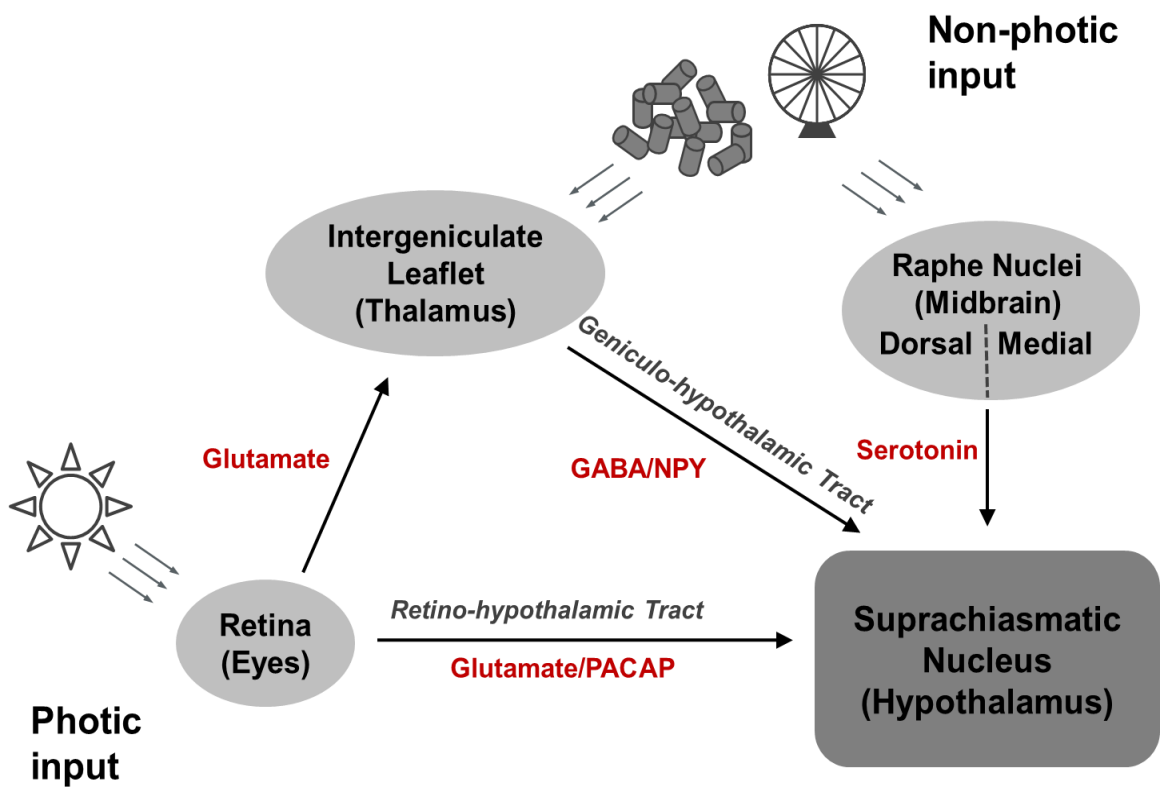 Non-photic
input
Intergeniculate
Leaflet
(Thalamus)
Raphe Nuclei
(Midbrain)
Dorsal Medial
Geniculo-hypothalamic Tract
Glutamate
GABA/NPY
Serotonin
Retina
(Eyes)
Retino-hypothalamic Tract
Glutamate/PACAP
Suprachiasmatic
Nucleus
(Hypothalamus)
Photic
input